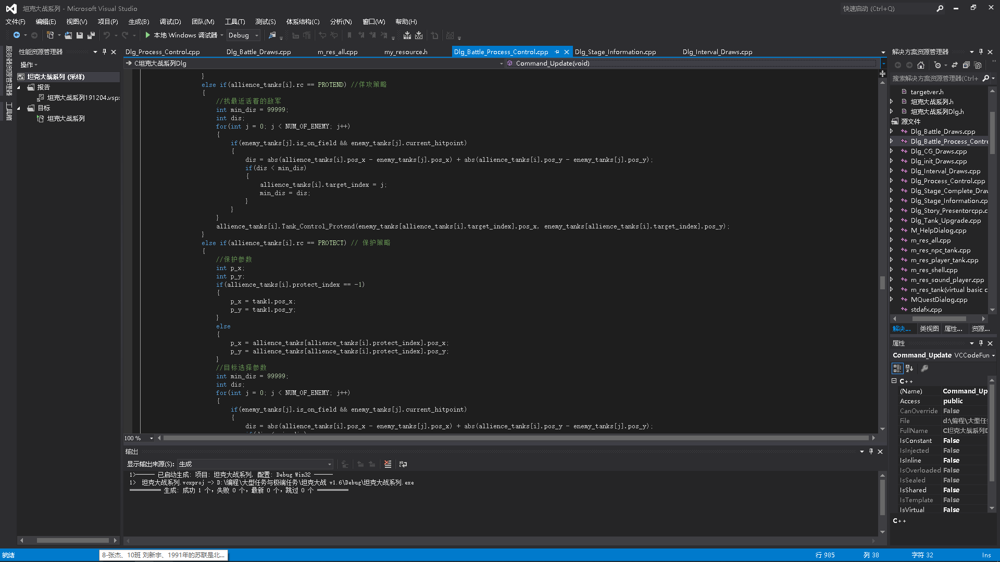 坦克大战系列 - Microsoft Visual Studio
快速启动 (Ctrl+Q)
文件(F) 编辑(E) 视图(V) 项目(P) 生成(B) 调试(D) 团队(M) 工具(T) 测试(S) 体系结构(C) 分析(N) 窗口(W) 帮助(H)
本地 Windows 调试器 Debug
服务器资源管理器
工具箱
性能资源管理器
操作
坦克大战系列 (采样)
报告
坦克大战系列191204.vsp
目标
坦克大战系列
Dlg_Process_Control.cpp Dlg_Battle_Draws.cpp m_res_all.cpp my_resource.h Dlg_Battle_Process_Control.cpp Dlg_Stage_Information.cpp Dlg_Interval_Draws.cpp
C坦克大战系列Dlg Command_Update(void)
}
else if(allience_tanks[i].rc == PROTEND) //佯攻策略
{
//找最近活着的敌军
int min_dis = 99999;
int dis;
for(int j = 0; j < NUM_OF_ENEMY; j++)
{
if(enemy_tanks[j].is_on_field && enemy_tanks[j].current_hitpoint)
{
dis = abs(allience_tanks[i].pos_x - enemy_tanks[j].pos_x) + abs(allience_tanks[i].pos_y - enemy_tanks[j].pos_y);
if(dis < min_dis)
{
allience_tanks[i].target_index = j;
min_dis = dis;
}
}
}
allience_tanks[i].Tank_Control_Protend(enemy_tanks[allience_tanks[i].target_index].pos_x, enemy_tanks[allience_tanks[i].target_index].pos_y);
}
else if(allience_tanks[i].rc == PROTECT) // 保护策略
{
//保护参数
int p_x;
int p_y;
if(allience_tanks[i].protect_index == -1)
{
p_x = tank1.pos_x;
p_y = tank1.pos_y;
}
else
{
p_x = allience_tanks[allience_tanks[i].protect_index].pos_x;
p_y = allience_tanks[allience_tanks[i].protect_index].pos_y;
}
//目标选择参数
int min_dis = 99999;
int dis;
for(int j = 0; j < NUM_OF_ENEMY; j++)
{
if(enemy_tanks[j].is_on_field && enemy_tanks[j].current_hitpoint)
{
dis = abs(allience_tanks[i].pos_x - enemy_tanks[j].pos_x) + abs(allience_tanks[i].pos_y - enemy_tanks[j].pos_y);
100 %
输出
显示输出来源(S): 生成
1>------ 已启动生成: 项目: 坦克大战系列, 配置: Debug Win32 ------
1> 坦克大战系列.vcxproj -> D:\编程\大型任务与极端任务\坦克大战 v1.6\Debug\坦克大战系列.exe
========== 生成: 成功 1 个，失败 0 个，最新 0 个，跳过 0 个 ==========
解决方案资源管理器
搜索解决方案资源管理器(Ctrl+
targetver.h
坦克大战系列.h
坦克大战系列Dlg.h
源文件
Dlg_Battle_Draws.cpp
Dlg_Battle_Process_Contro
Dlg_CG_Draws.cpp
Dlg_init_Draws.cpp
Dlg_Interval_Draws.cpp
Dlg_Process_Control.cpp
Dlg_Stage_Complete_Draw
Dlg_Stage_Information.cp
Dlg_Story_Presentorcpp.c
Dlg_Tank_Upgrade.cpp
M_HelpDialog.cpp
m_res_all.cpp
m_res_npc_tank.cpp
m_res_player_tank.cpp
m_res_shell.cpp
m_res_sound_player.cpp
m_res_tank(virtual basic c
MQuestDialog.cpp
stdafx.cpp
解决... 类视图 属性... 资源...
属性
Command_Update VCCodeFun
C++
(Name) Command_Up
Access public
CanOverride False
File d:\编程\大型任
FullName C坦克大战系列D
IsConstant False
IsInjected False
IsInline False
IsOverloaded False
IsSealed False
IsShared False
IsTemplate False
IsVirtual False
C++
就绪
8-张杰、10班 刘新宇、1991年的苏联是北...
行 985 列 38 字符 32 Ins